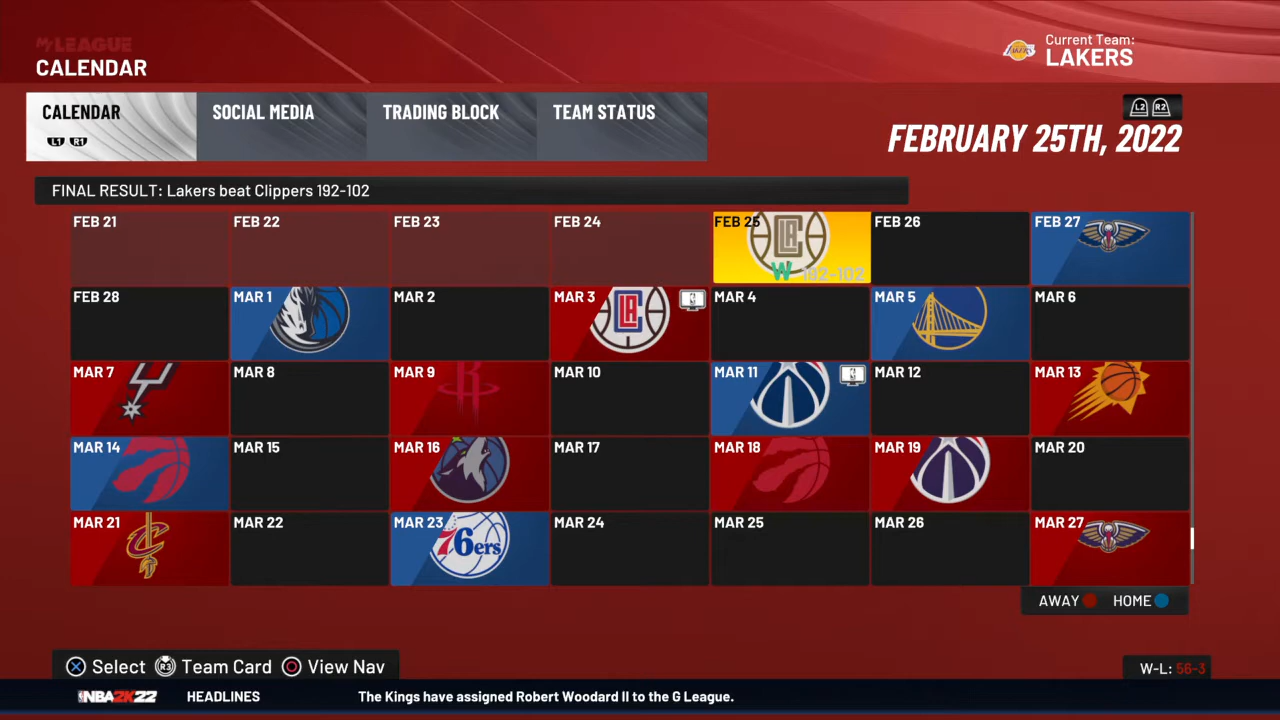 MyLEAGUE
CALENDAR
Current Team:
LAKERS
CALENDAR
L1 R1
SOCIAL MEDIA
TRADING BLOCK
TEAM STATUS
L2 R2
FEBRUARY 25TH, 2022
FINAL RESULT: Lakers beat Clippers 192-102
FEB 21 FEB 22 FEB 23 FEB 24 FEB 25 FEB 26 FEB 27
W 192-102
FEB 28 MAR 1 MAR 2 MAR 3 MAR 4 MAR 5 MAR 6
MAR 7 MAR 8 MAR 9 MAR 10 MAR 11 MAR 12 MAR 13
MAR 14 MAR 15 MAR 16 MAR 17 MAR 18 MAR 19 MAR 20
MAR 21 MAR 22 MAR 23 MAR 24 MAR 25 MAR 26 MAR 27
76ers
AWAY HOME
Select R3 Team Card View Nav
W-L: 56-3
NBA2K22 HEADLINES The Kings have assigned Robert Woodard II to the G League.